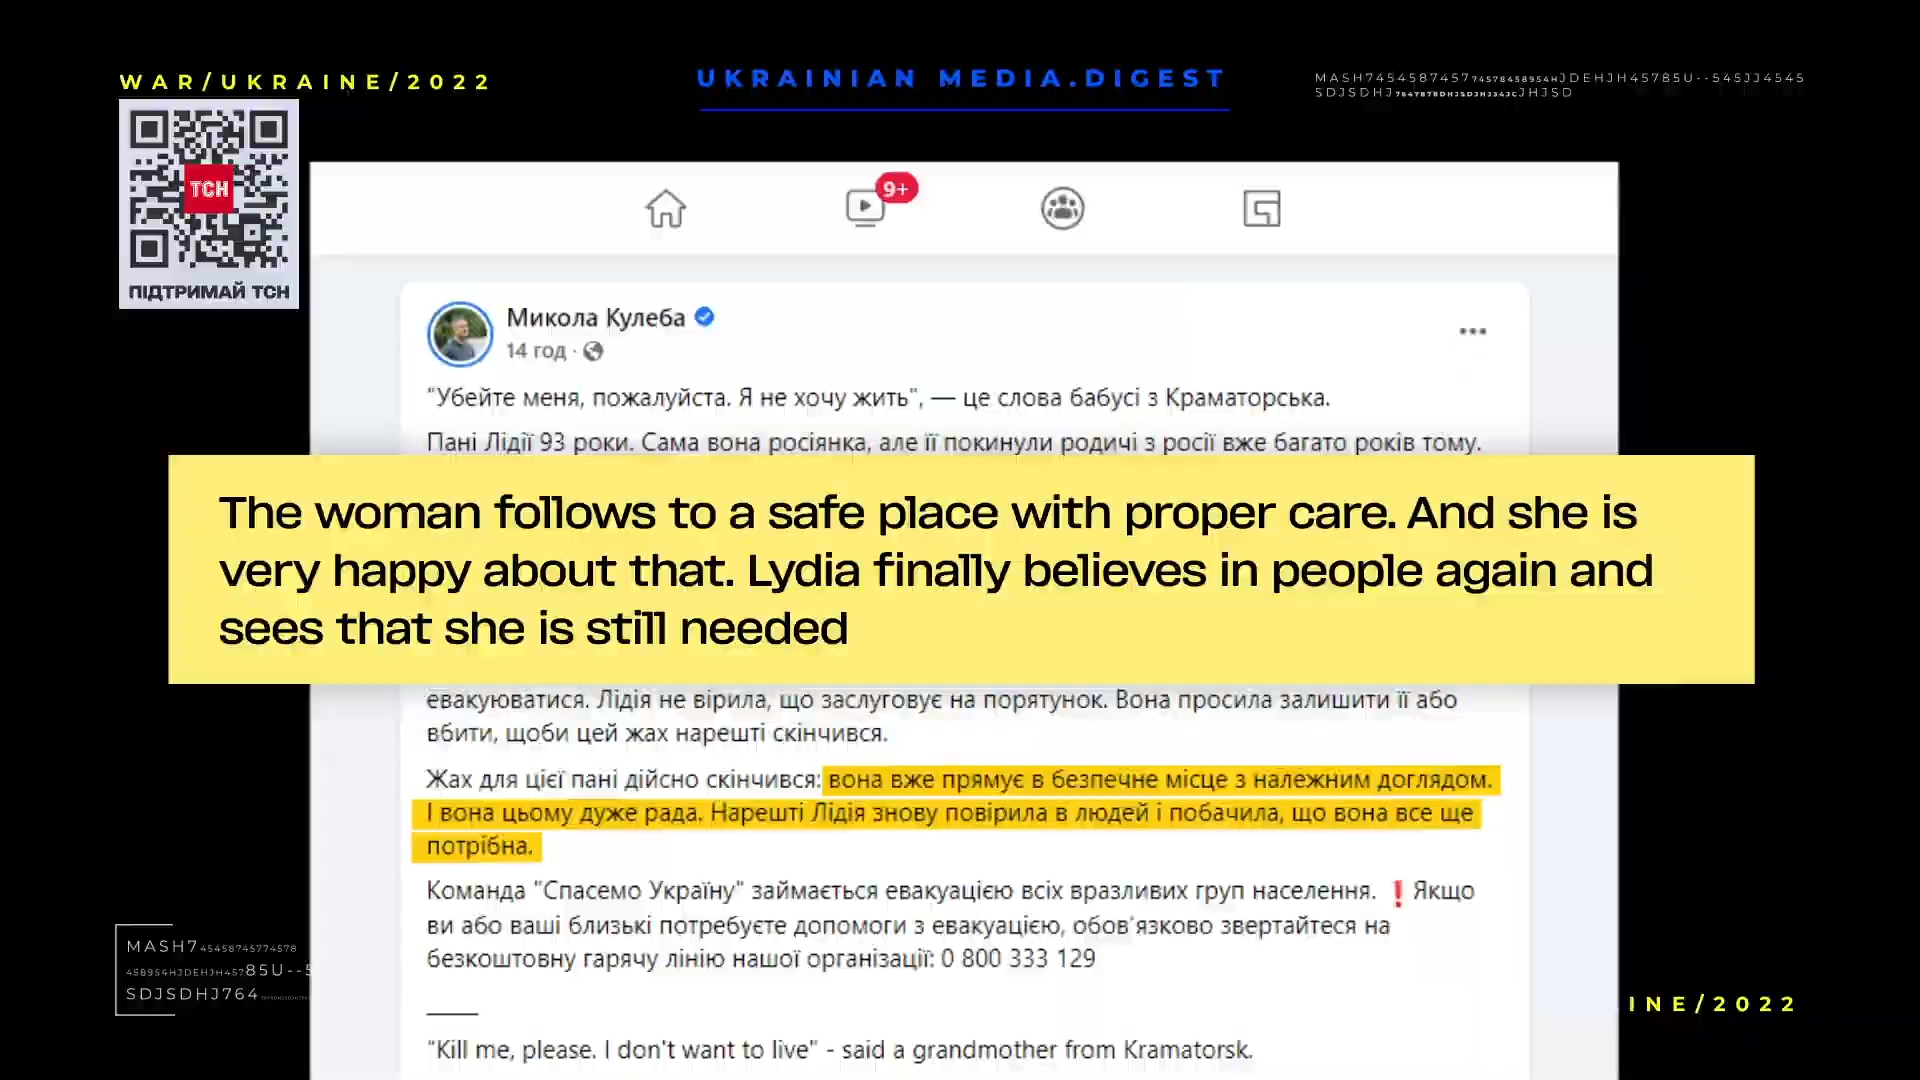 WAR/UKRAINE/2022
UKRAINIAN MEDIA.DIGEST
MASH745458745774578458954HJDEHJH45785U--545JJ4545
ТСН
ПІДТРИМАЙ ТСН
9+
Микола Кулеба
14 год
"Убейте меня, пожалуйста. Я не хочу жить", — це слова бабусі з Краматорська.
Пані Лідії 93 роки. Сама вона росіянка, але її покинули родичі з росії вже багато років тому.
The woman follows to a safe place with proper care. And she is
very happy about that. Lydia finally believes in people again and
sees that she is still needed
евакуюватися. Лідія не вірила, що заслуговує на порятунок. Вона просила залишити її або
вбити, щоби цей жах нарешті скінчився.
Жах для цієї пані дійсно скінчився: вона вже прямує в безпечне місце з належним доглядом.
І вона цьому дуже рада. Нарешті Лідія знову повірила в людей і побачила, що вона все ще
потрібна.
Команда "Спасемо Україну" займається евакуацією всіх вразливих груп населення. ❗Якщо
ви або ваші близькі потребуєте допомоги з евакуацією, обов'язково звертайтеся на
безкоштовну гарячу лінію нашої організації: 0 800 333 129
MASH745458745774578
458954HJDEHJH45785U--5
SDJSDHJ764
INE/2022
"Kill me, please. I don't want to live" - said a grandmother from Kramatorsk.